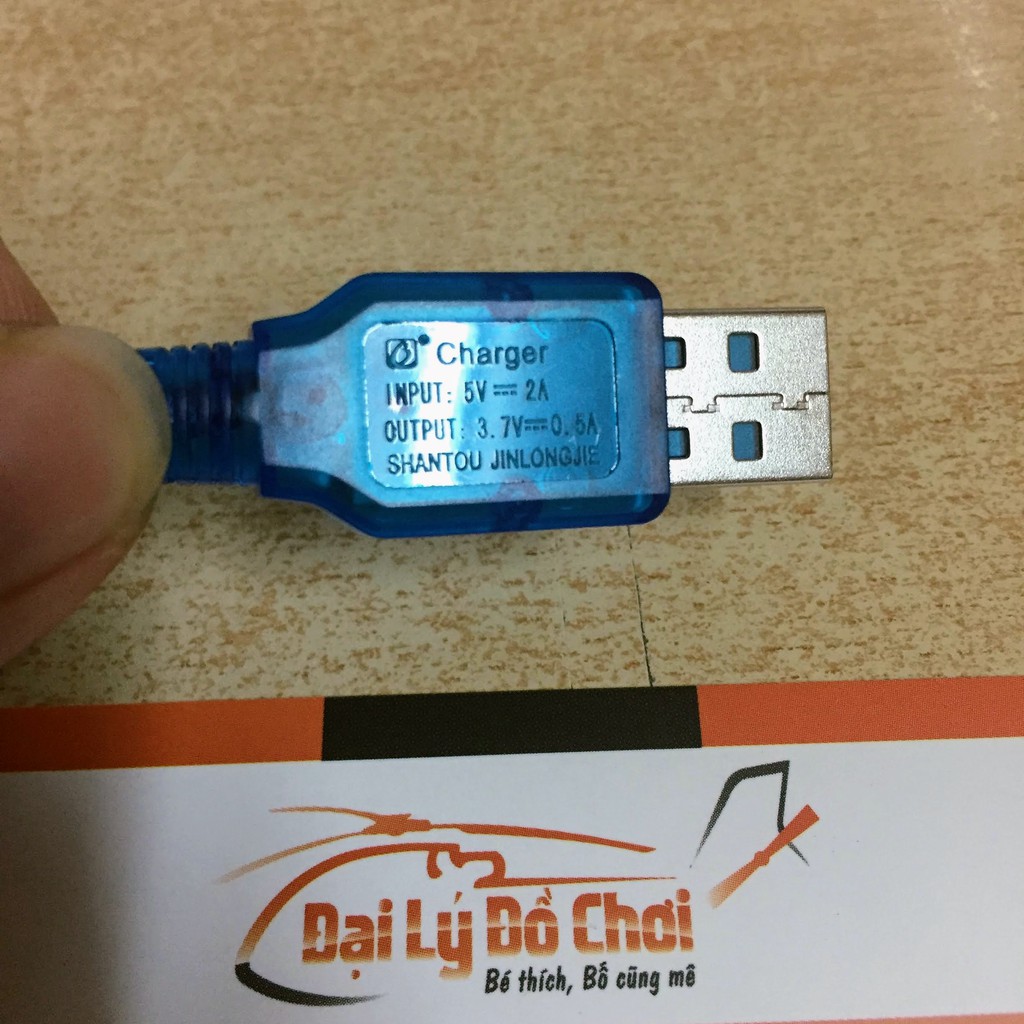 Charger
INPUT: 5V⎓2A
OUTPUT: 3.7V⎓0.5A
SHANTOU JINLONGJIE
Đại Lý Đồ Chơi
Bé thích, Bố cũng mê